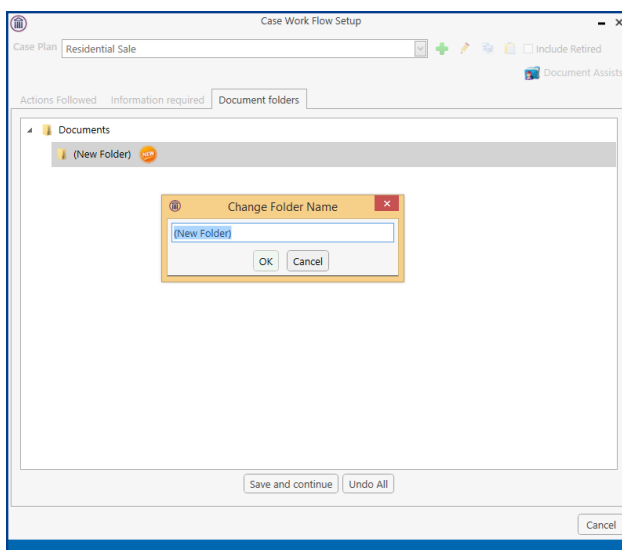 Case Work Flow Setup
Case Plan Residential Sale Include Retired
Document Assists
Actions Followed Information required Document folders
Documents
(New Folder) NEW
Change Folder Name
(New Folder)
OK Cancel
Save and continue Undo All
Cancel